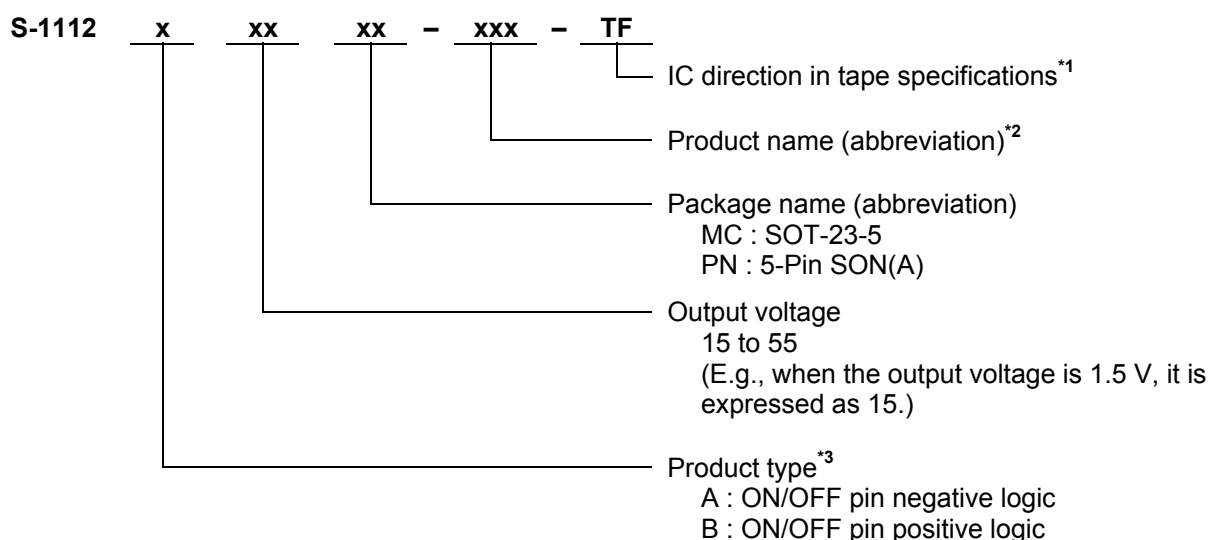 S-1112 x xx xx – xxx – TF
IC direction in tape specifications*1
Product name (abbreviation)*2
Package name (abbreviation)
MC : SOT-23-5
PN : 5-Pin SON(A)
Output voltage
15 to 55
(E.g., when the output voltage is 1.5 V, it is
expressed as 15.)
Product type*3
A : ON/OFF pin negative logic
B : ON/OFF pin positive logic